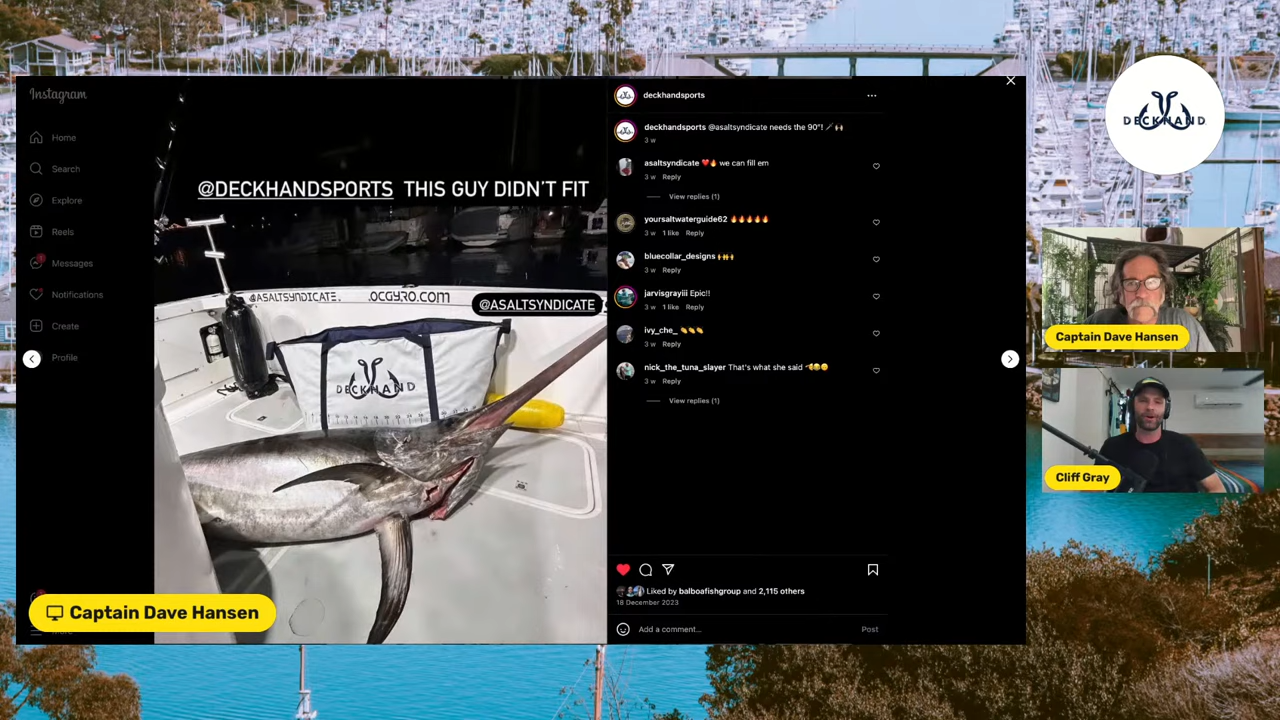 Instagram
Home
Search
Explore
Reels
Messages
Notifications
Create
Profile
@DECKHANDSPORTS THIS GUY DIDN'T FIT
@ASALTSYNDICATE. .OCGYRO.COM
@ASALTSYNDICATE
DECKHAND
deckhandsports
deckhandsports @asaltsyndicate needs the 90"! 🗡🙌🏼
3 w
asaltsyndicate ❤️🔥 we can fill em
3 w Reply
View replies (1)
yoursaltwaterguide62 🔥🔥🔥🔥🔥
3 w 1 like Reply
bluecollar_designs 🙌🙌
3 w Reply
jarvisgrayiii Epic!!
3 w 1 like Reply
ivy_che_ 👏👏👏
3 w Reply
nick_the_tuna_slayer That's what she said
3 w Reply
View replies (1)
Liked by balboafishgroup and 2,115 others
18 December 2023
Add a comment...
Post
Captain Dave Hansen
DECKHAND
Captain Dave Hansen
Cliff Gray